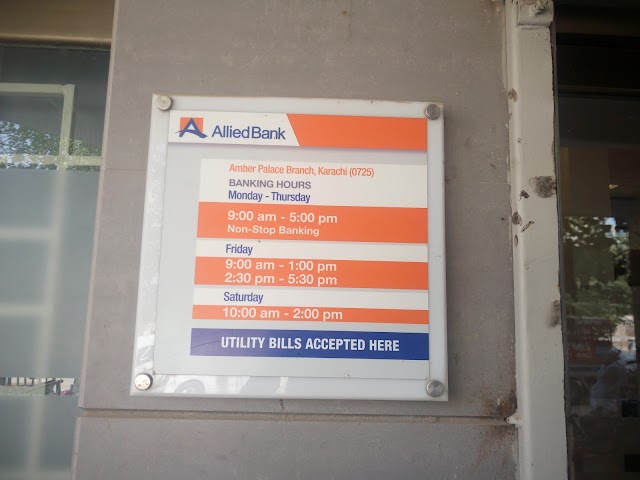 AlliedBank
Amber Palace Branch, Karachi (0725)
BANKING HOURS
Monday - Thursday
9:00 am - 5:00 pm
Non-Stop Banking
Friday
9:00 am - 1:00 pm
2:30 pm - 5:30 pm
Saturday
10:00 am - 2:00 pm
UTILITY BILLS ACCEPTED HERE